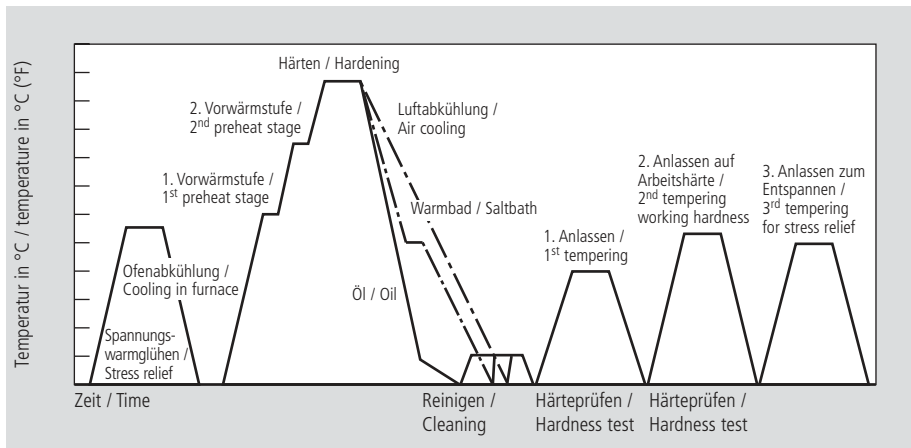 Temperatur in °C / temperature in °C (°F)
Härten / Hardening
2. Vorwärmstufe /
2nd preheat stage
Luftabkühlung /
Air cooling
1. Vorwärmstufe /
1st preheat stage
2. Anlassen auf
Arbeitshärte /
2nd tempering
working hardness
3. Anlassen zum
Entspannen /
3rd tempering
for stress relief
Warmbad / Saltbath
1. Anlassen /
1st tempering
Ofenabkühlung /
Cooling in furnace
Öl / Oil
Spannungs-
warmglühen /
Stress relief
Zeit / Time
Reinigen /
Cleaning
Härteprüfen /
Hardness test
Härteprüfen /
Hardness test